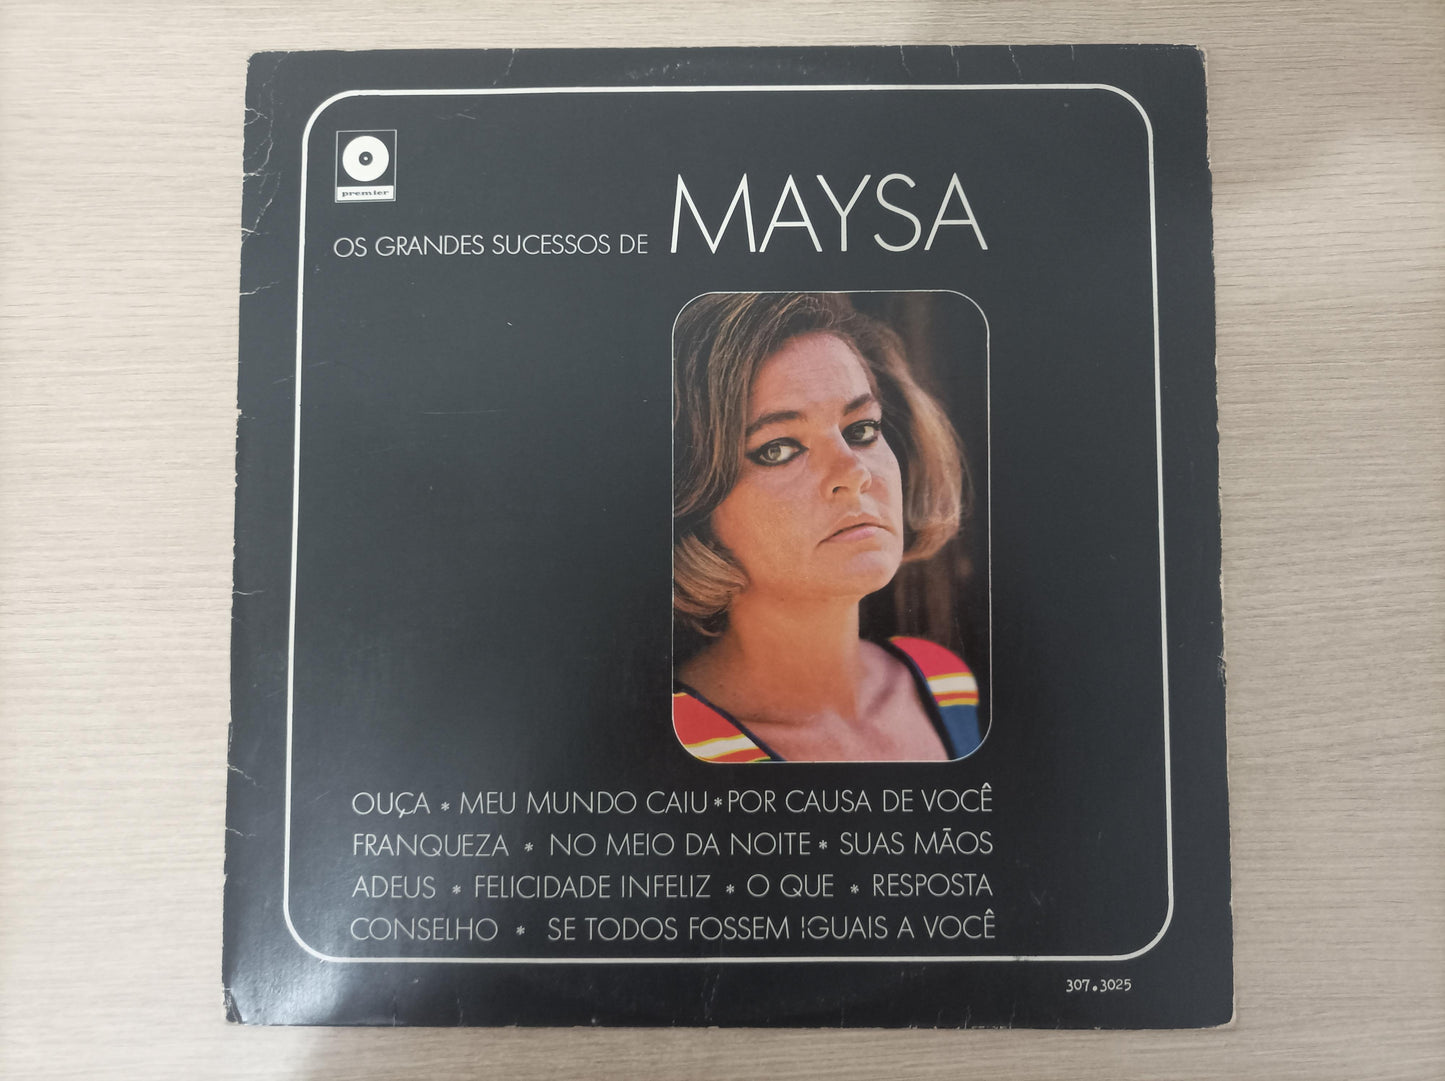 premier
OS GRANDES SUCESSOS DE MAYSA
OUÇA * MEU MUNDO CAIU * POR CAUSA DE VOCÊ
FRANQUEZA * NO MEIO DA NOITE * SUAS MÃOS
ADEUS * FELICIDADE INFELIZ * O QUE * RESPOSTA
CONSELHO * SE TODOS FOSSEM IGUAIS A VOCÊ
307.3025